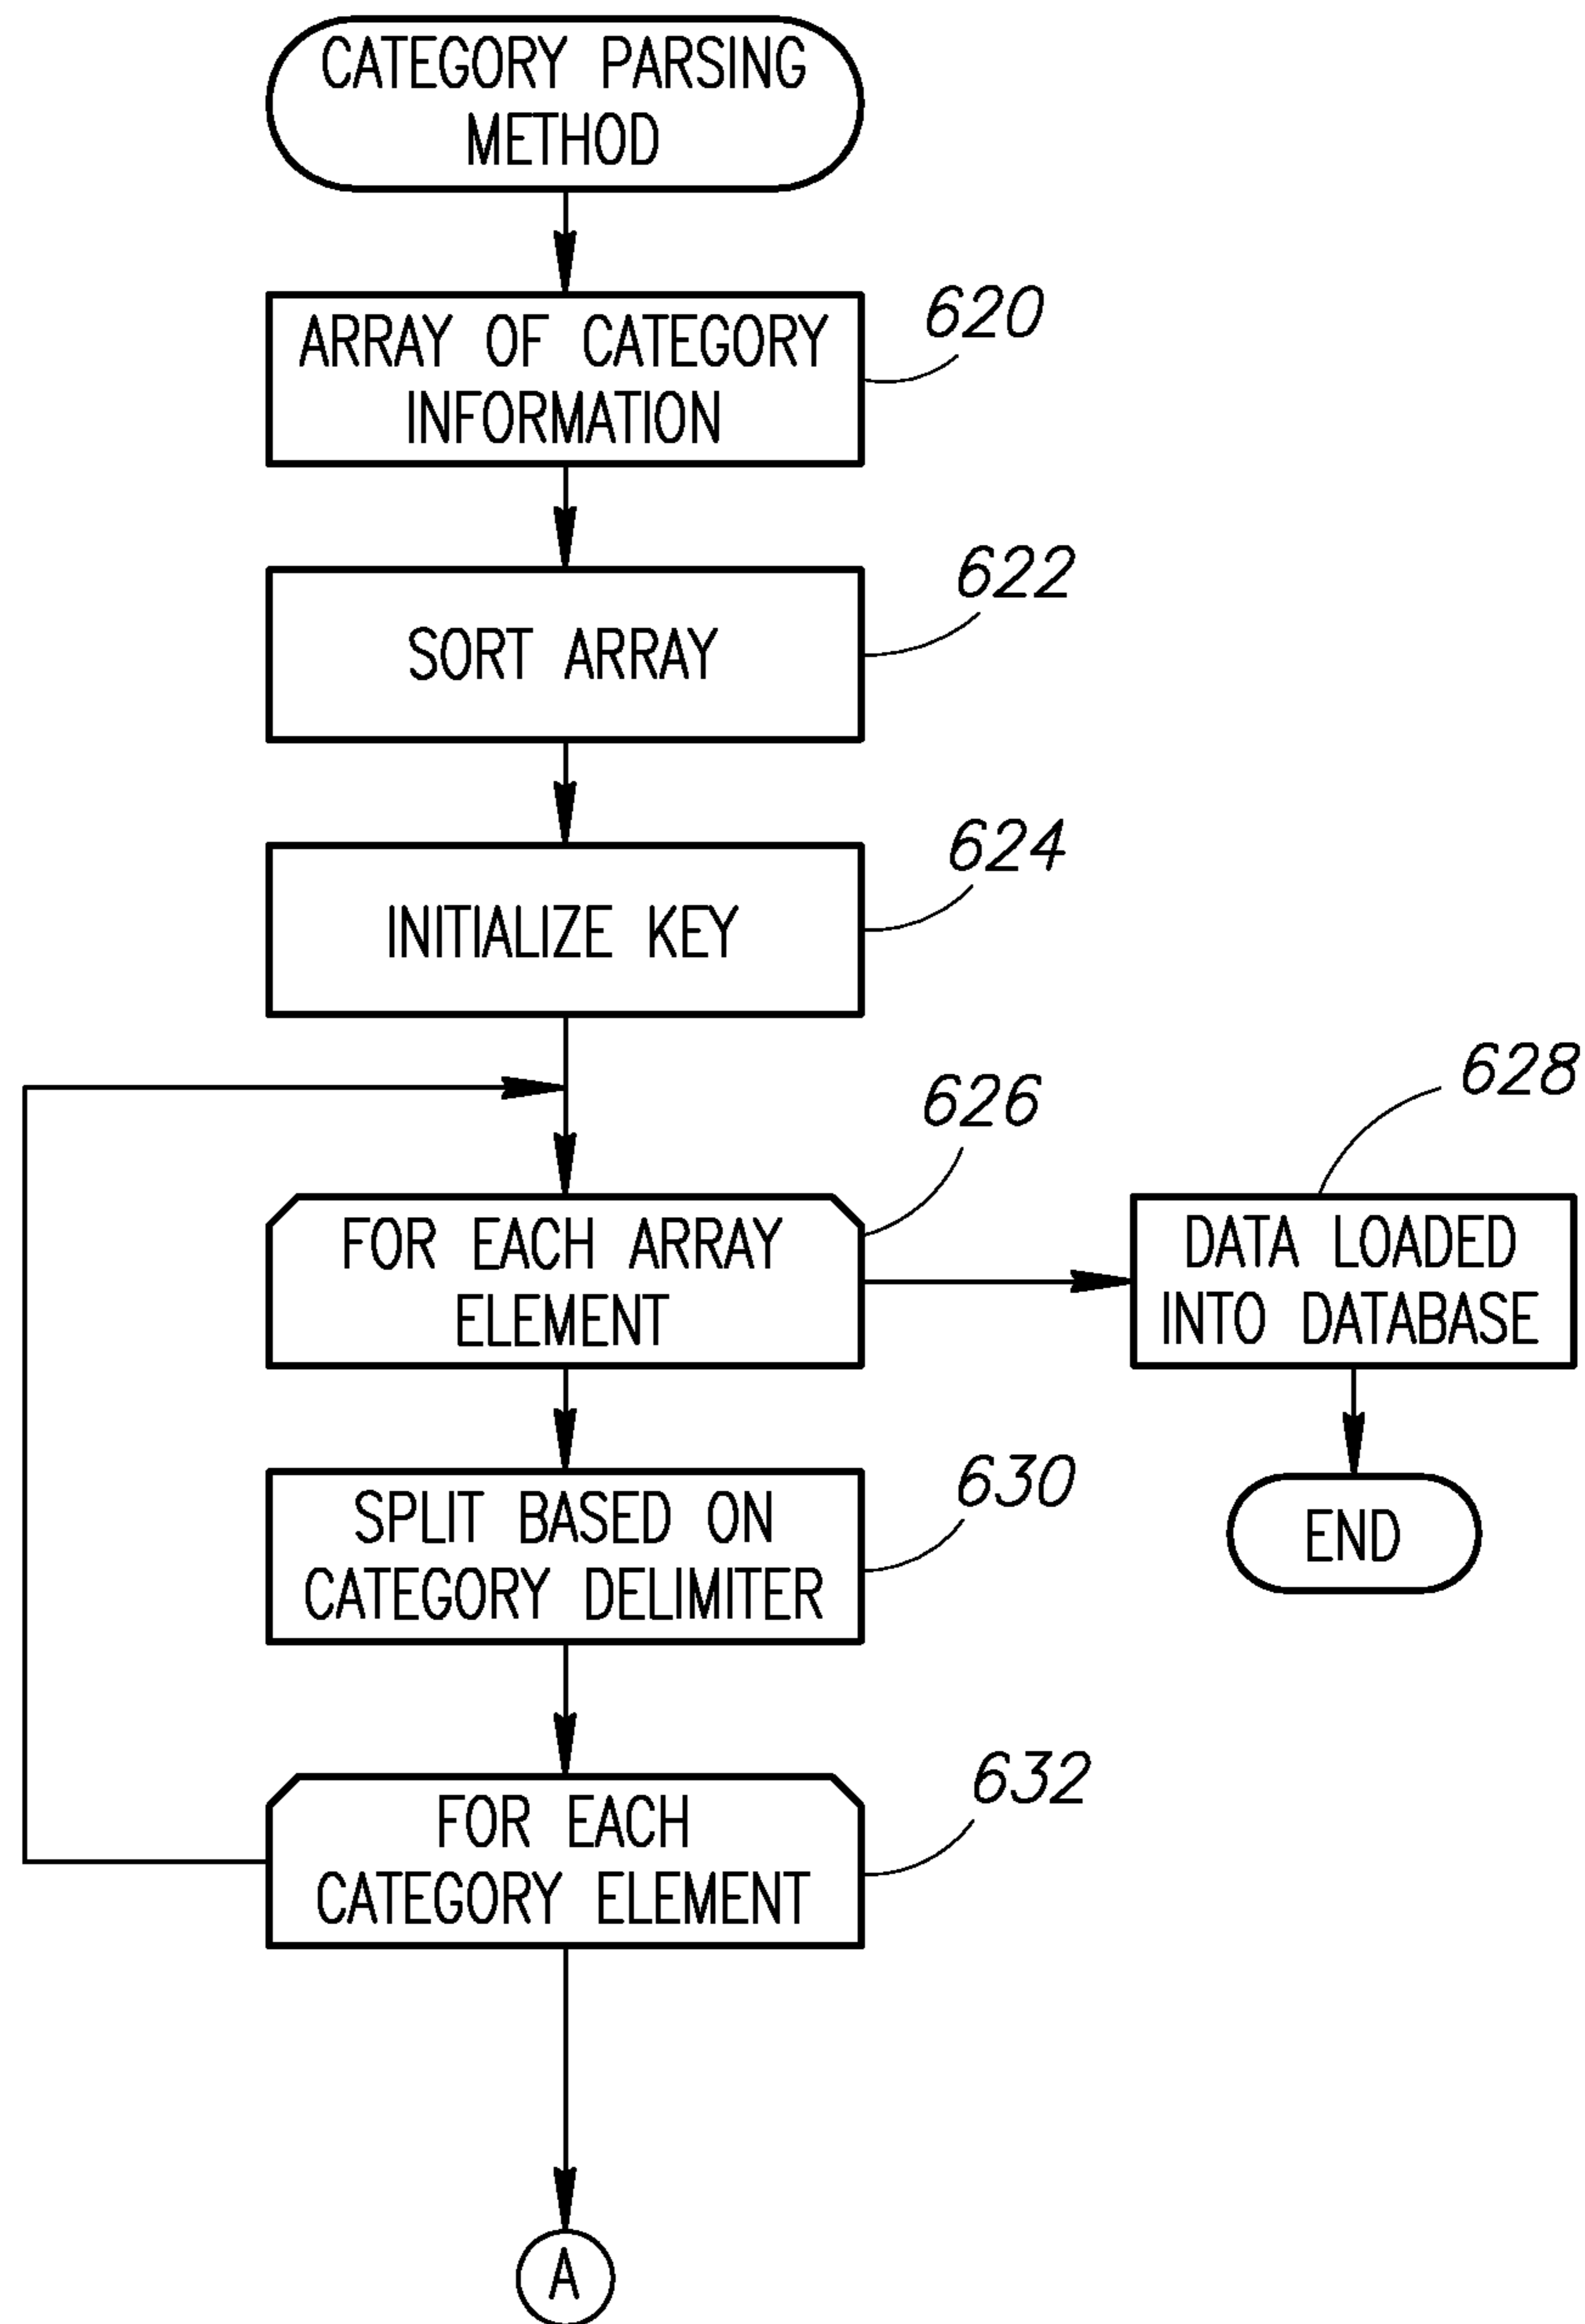 CATEGORY PARSING
METHOD
ARRAY OF CATEGORY
INFORMATION
620
SORT ARRAY
622
INITIALIZE KEY
624
FOR EACH ARRAY
ELEMENT
626
DATA LOADED
INTO DATABASE
628
END
SPLIT BASED ON
CATEGORY DELIMITER
630
FOR EACH
CATEGORY ELEMENT
632
A